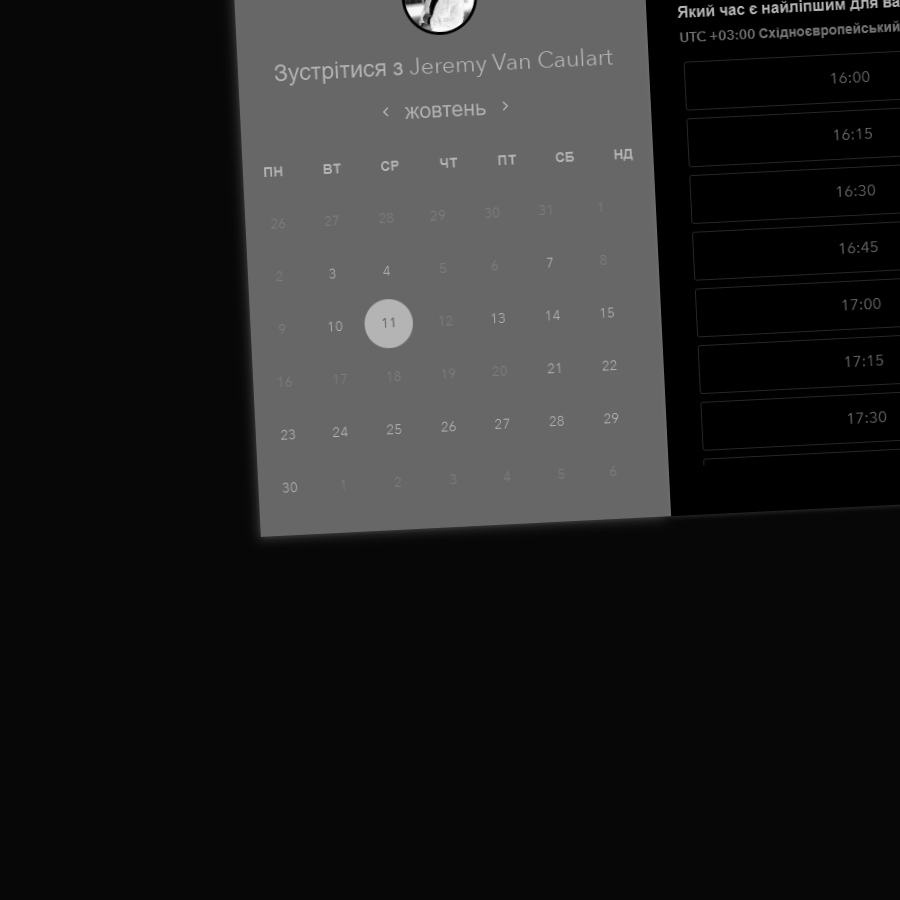 Зустрітися з Jeremy Van Caulart
‹ жовтень ›
ПН ВТ СР ЧТ ПТ СБ НД
26 27 28 29 30 31 1
2 3 4 5 6 7 8
9 10 11 12 13 14 15
16 17 18 19 20 21 22
23 24 25 26 27 28 29
30 1 2 3 4 5 6
Який час є найліпшим для
UTC +03:00 Східноєвропейський
16:00
16:15
16:30
16:45
17:00
17:15
17:30